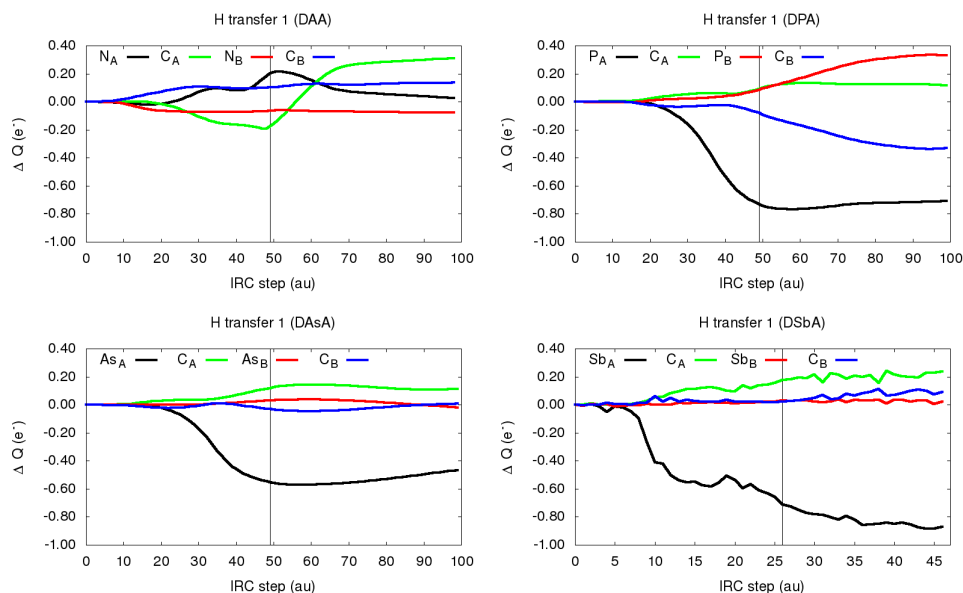 H transfer 1 (DAA)
N_A C_A N_B C_B
0.40
0.20
0.00
-0.20
-0.40
-0.60
-0.80
-1.00
Δ Q (e⁻)
0 10 20 30 40 50 60 70 80 90 100
IRC step (au)
H transfer 1 (DPA)
P_A C_A P_B C_B
0.40
0.20
0.00
-0.20
-0.40
-0.60
-0.80
-1.00
Δ Q (e⁻)
0 10 20 30 40 50 60 70 80 90 100
IRC step (au)
H transfer 1 (DAsA)
As_A C_A As_B C_B
0.40
0.20
0.00
-0.20
-0.40
-0.60
-0.80
-1.00
Δ Q (e⁻)
0 10 20 30 40 50 60 70 80 90 100
IRC step (au)
H transfer 1 (DSbA)
Sb_A C_A Sb_B C_B
0.40
0.20
0.00
-0.20
-0.40
-0.60
-0.80
-1.00
Δ Q (e⁻)
0 5 10 15 20 25 30 35 40 45
IRC step (au)